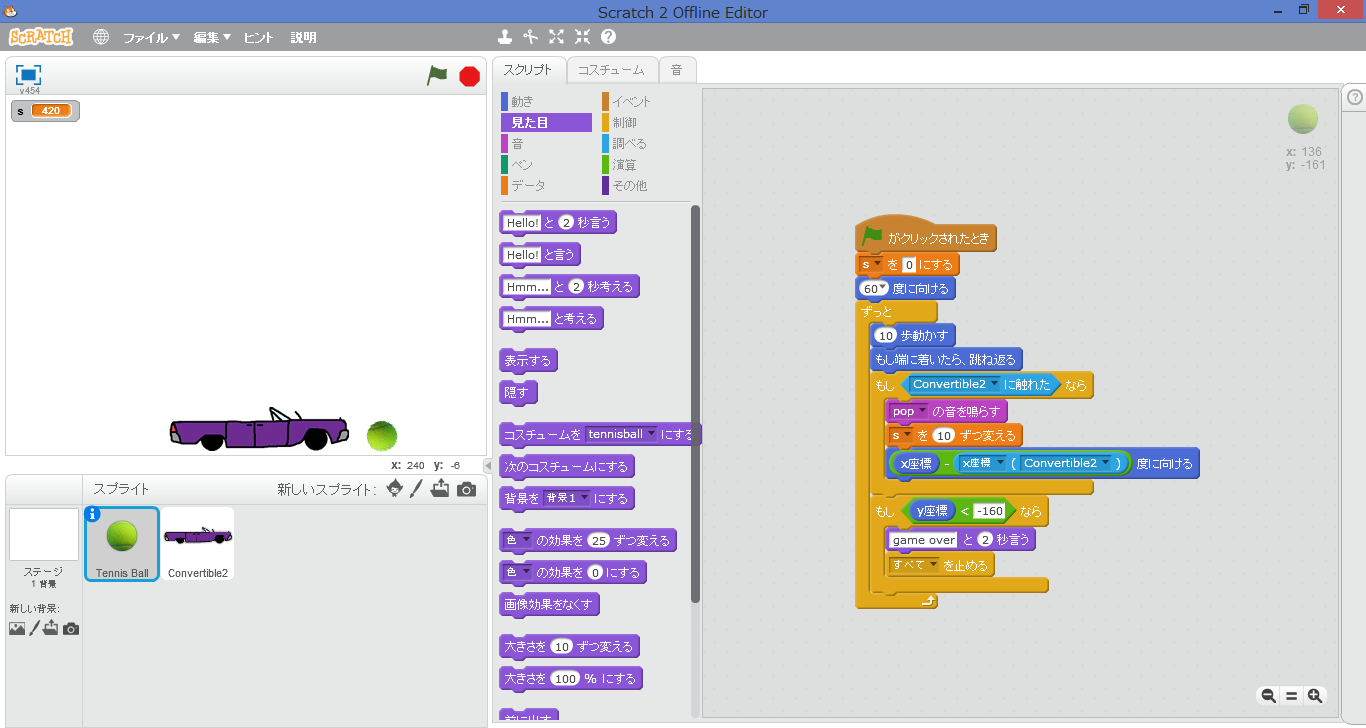 Scratch 2 Offline Editor
SCRATCH ファイル 編集 ヒント 説明
v454
s 420
x: 240 y: -6
スプライト 新しいスプライト:
ステージ
1 背景
新しい背景:
Tennis Ball
Convertible2
スクリプト コスチューム 音
動き イベント
見た目 制御
音 調べる
ペン 演算
データ その他
Hello! と 2 秒言う
Hello! と言う
Hmm... と 2 秒考える
Hmm... と考える
表示する
隠す
コスチュームを tennisball にする
次のコスチュームにする
背景を 背景1 にする
色 の効果を 25 ずつ変える
色 の効果を 0 にする
画像効果をなくす
大きさを 10 ずつ変える
大きさを 100 % にする
前に出す
x: 136
y: -161
がクリックされたとき
s を 0 にする
60 度に向ける
ずっと
10 歩動かす
もし端に着いたら、跳ね返る
もし Convertible2 に触れた なら
pop の音を鳴らす
s を 10 ずつ変える
x座標 - x座標 ( Convertible2 ) 度に向ける
もし y座標 < -160 なら
game over と 2 秒言う
すべて を止める